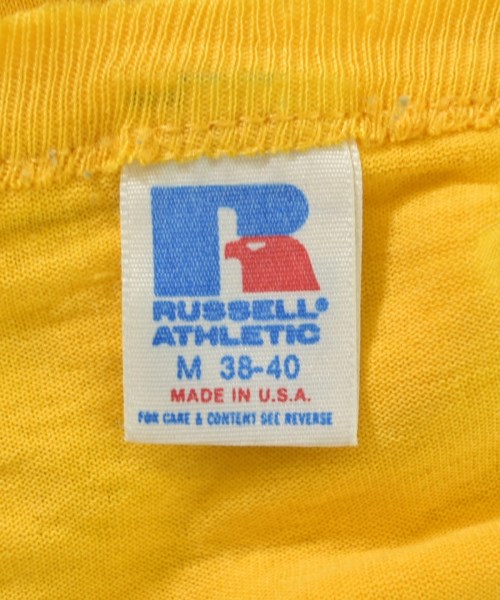 R
RUSSELL®
ATHLETIC
M 38-40
MADE IN U.S.A.
FOR CARE & CONTENT SEE REVERSE